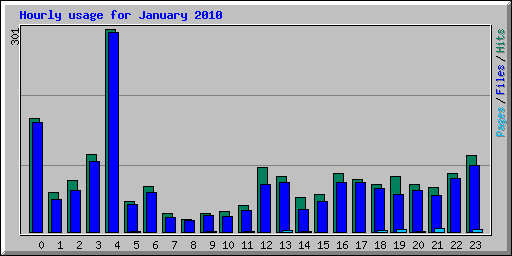 Hourly usage for January 2010
301
Pages/Files/Hits
0 1 2 3 4 5 6 7 8 9 10 11 12 13 14 15 16 17 18 19 20 21 22 23